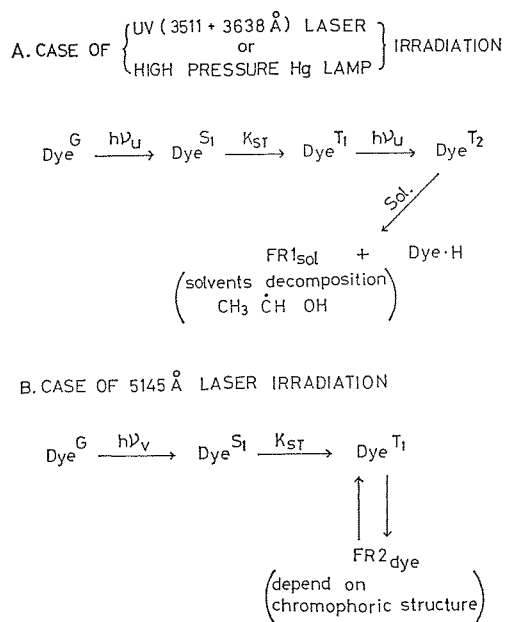 A. CASE OF { UV (3511 + 3638 Å) LASER or HIGH PRESSURE Hg LAMP } IRRADIATION
Dye^G —hν_u→ Dye^S1 —K_ST→ Dye^T1 —hν_u→ Dye^T2
Sol.
FR1_sol + Dye·H
(solvents decomposition)
CH3 ĊH OH
B. CASE OF 5145 Å LASER IRRADIATION
Dye^G —hν_v→ Dye^S1 —K_ST→ Dye^T1
FR2_dye
(depend on
chromophoric structure)